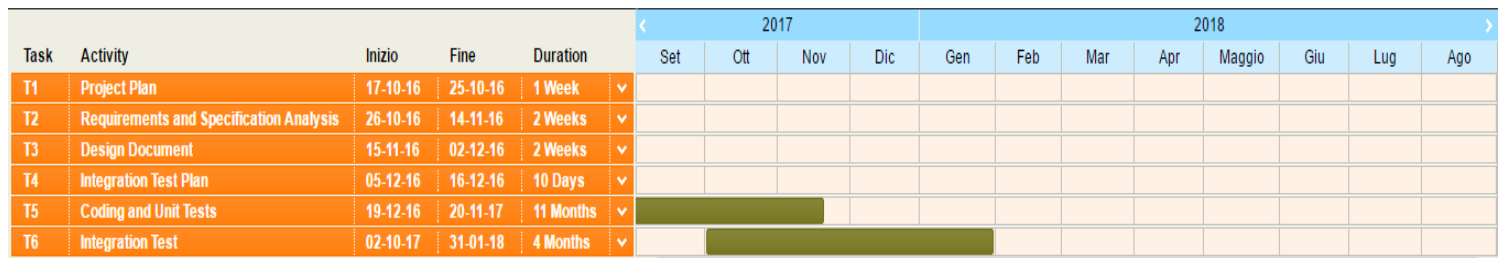 2017 2018
Task Activity Inizio Fine Duration Set Ott Nov Dic Gen Feb Mar Apr Maggio Giu Lug Ago
T1 Project Plan 17-10-16 25-10-16 1 Week
T2 Requirements and Specification Analysis 26-10-16 14-11-16 2 Weeks
T3 Design Document 15-11-16 02-12-16 2 Weeks
T4 Integration Test Plan 05-12-16 16-12-16 10 Days
T5 Coding and Unit Tests 19-12-16 20-11-17 11 Months
T6 Integration Test 02-10-17 31-01-18 4 Months